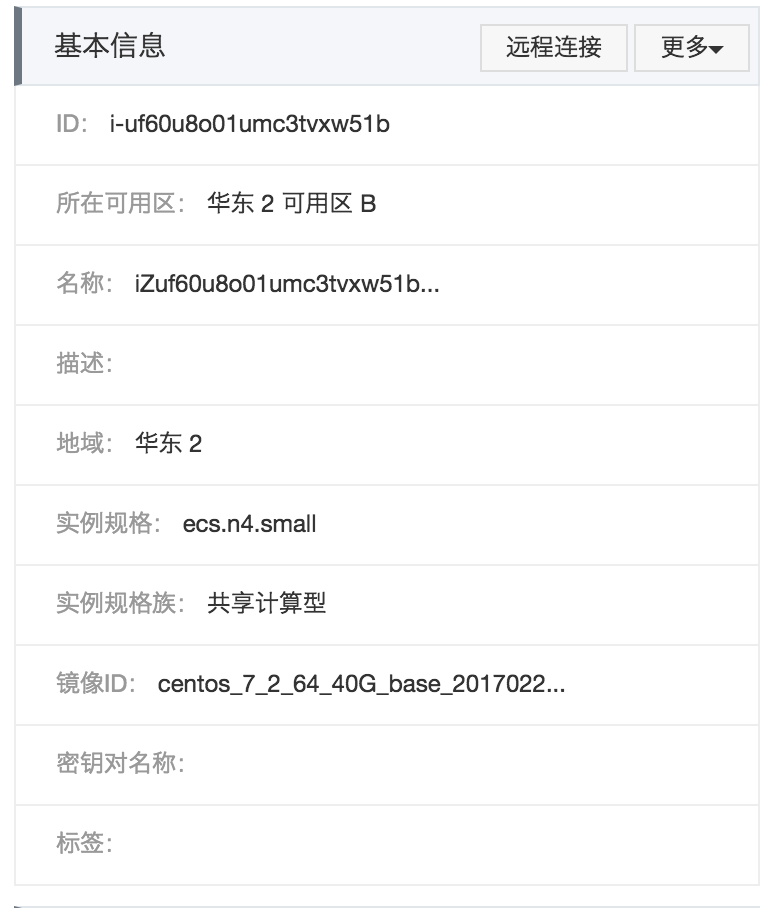 基本信息 远程连接 更多
ID： i-uf60u8o01umc3tvxw51b
所在可用区： 华东 2 可用区 B
名称： iZuf60u8o01umc3tvxw51b...
描述：
地域： 华东 2
实例规格： ecs.n4.small
实例规格族： 共享计算型
镜像ID： centos_7_2_64_40G_base_2017022...
密钥对名称：
标签：